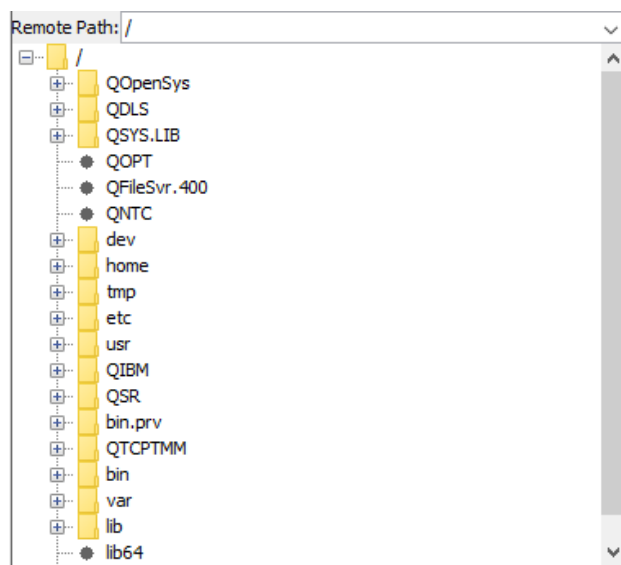 Remote Path: /
/
QOpenSys
QDLS
QSYS.LIB
QOPT
QFileSvr.400
QNTC
dev
home
tmp
etc
usr
QIBM
QSR
bin.prv
QTCPTMM
bin
var
lib
lib64